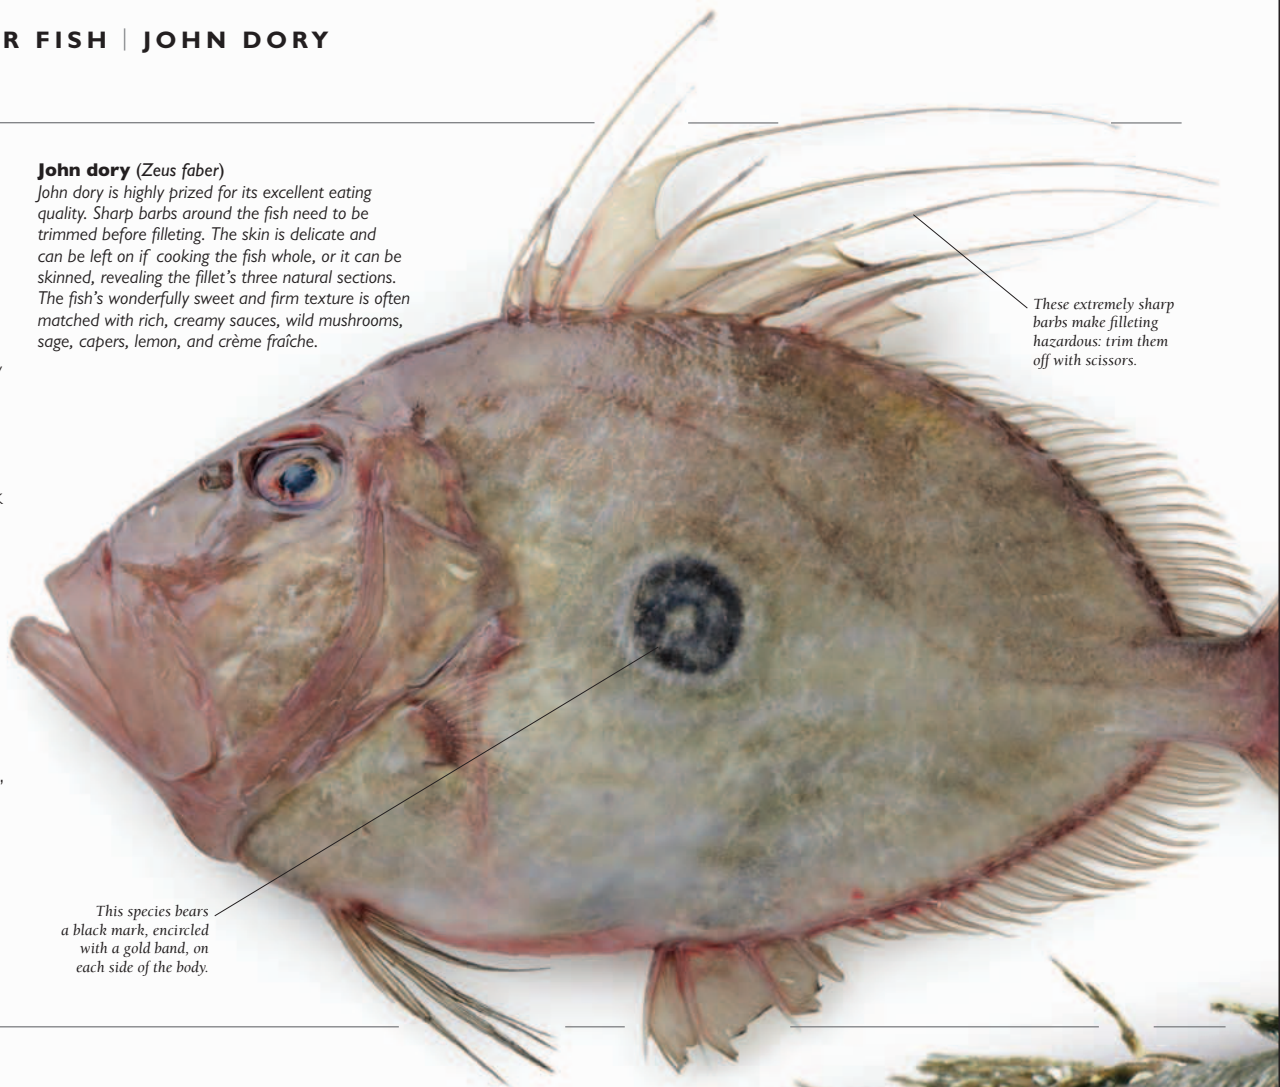 R FISH | JOHN DORY
John dory (Zeus faber)
John dory is highly prized for its excellent eating
quality. Sharp barbs around the fish need to be
trimmed before filleting. The skin is delicate and
can be left on if cooking the fish whole, or it can be
skinned, revealing the fillet's three natural sections.
The fish's wonderfully sweet and firm texture is often
matched with rich, creamy sauces, wild mushrooms,
sage, capers, lemon, and crème fraîche.
These extremely sharp
barbs make filleting
hazardous: trim them
off with scissors.
This species bears
a black mark, encircled
with a gold band, on
each side of the body.